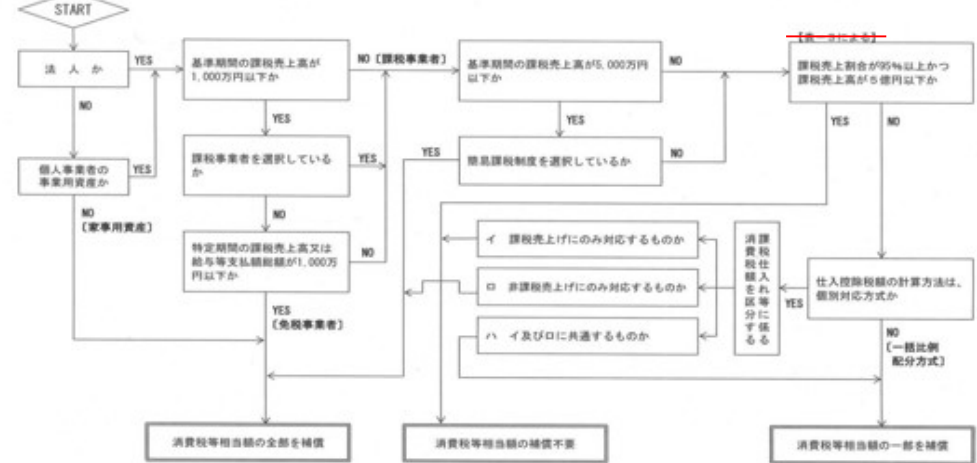 START
法 人 か
YES
NO
個人事業者の
事業用資産か
YES
NO
〔家事用資産〕
基準期間の課税売上高が
1,000万円以下か
NO〔課税事業者〕
YES
課税事業者を選択している
か
YES
NO
特定期間の課税売上高又は
給与等支払額総額が1,000万
円以下か
NO
YES
〔免税事業者〕
基準期間の課税売上高が5,000万円
以下か
NO
YES
簡易課税制度を選択しているか
YES
NO
課税売上割合が95%以上かつ
課税売上高が5億円以下か
YES
NO
仕入控除税額の計算方法は、
個別対応方式か
YES
NO
〔一括比例
配分方式〕
課税仕入れ等に係る
消費税額を区分する
イ 課税売上げにのみ対応するものか
ロ 非課税売上げにのみ対応するものか
ハ イ及びロに共通するものか
消費税等相当額の全部を補償
消費税等相当額の補償不要
消費税等相当額の一部を補償